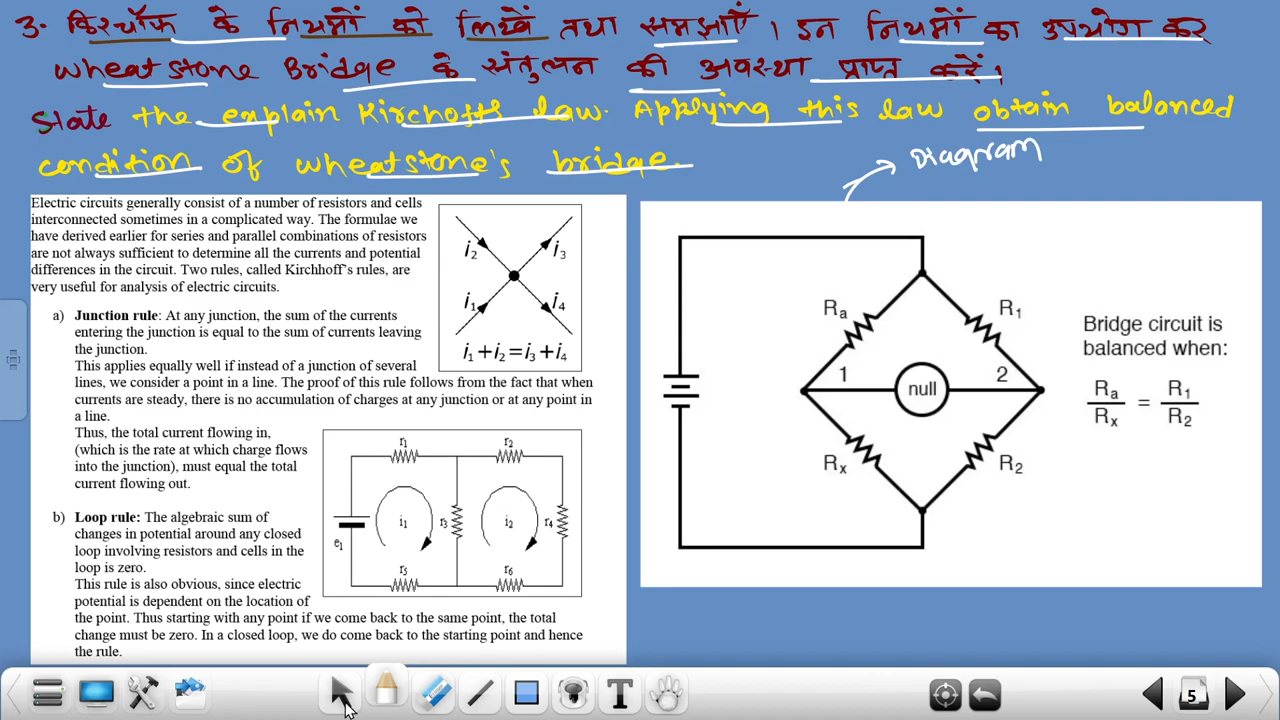 3. किरचॉफ के नियमों को लिखें तथा समझाएँ। इन नियमों का उपयोग कर
Wheatstone Bridge के संतुलन की अवस्था प्राप्त करें।
State the explain Kirchoff's law. Applying this law obtain balanced
condition of wheatstone's bridge.
Diagram
Electric circuits generally consist of a number of resistors and cells
interconnected sometimes in a complicated way. The formulae we
have derived earlier for series and parallel combinations of resistors
are not always sufficient to determine all the currents and potential
differences in the circuit. Two rules, called Kirchhoff's rules, are
very useful for analysis of electric circuits.
i2
i3
i1
i4
i1 + i2 = i3 + i4
a) Junction rule: At any junction, the sum of the currents
entering the junction is equal to the sum of currents leaving
the junction.
This applies equally well if instead of a junction of several
lines, we consider a point in a line. The proof of this rule follows from the fact that when
currents are steady, there is no accumulation of charges at any junction or at any point in
a line.
Thus, the total current flowing in,
(which is the rate at which charge flows
into the junction), must equal the total
current flowing out.
r1
r2
i1
r3
i2
r4
e1
r5
r6
b) Loop rule: The algebraic sum of
changes in potential around any closed
loop involving resistors and cells in the
loop is zero.
This rule is also obvious, since electric
potential is dependent on the location of
the point. Thus starting with any point if we come back to the same point, the total
change must be zero. In a closed loop, we do come back to the starting point and hence
the rule.
Ra
R1
1
null
2
Rx
R2
Bridge circuit is
balanced when:
Ra/Rx = R1/R2
T
5